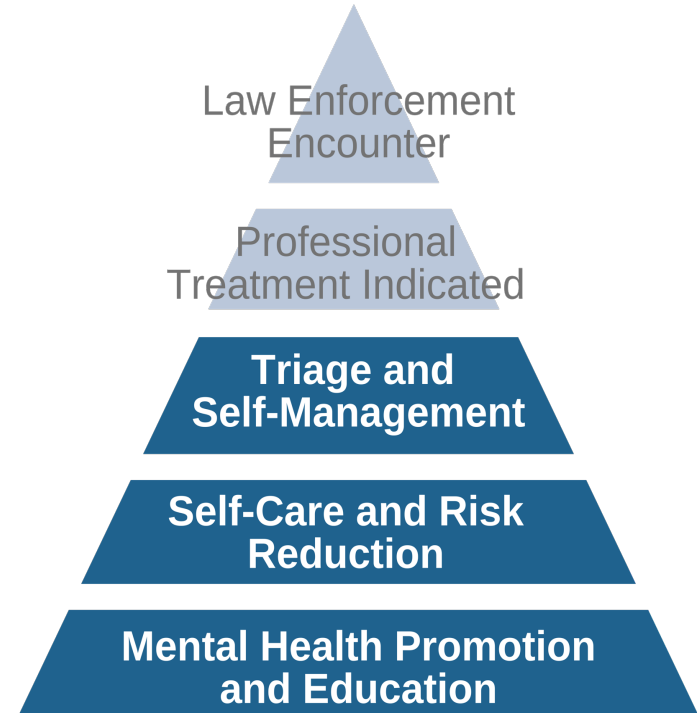 Law Enforcement
Encounter
Professional
Treatment Indicated
Triage and
Self-Management
Self-Care and Risk
Reduction
Mental Health Promotion
and Education